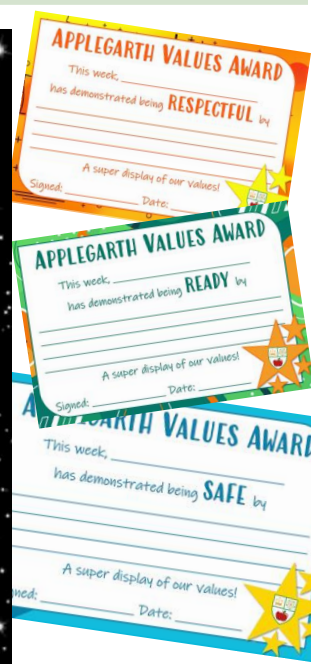 APPLEGARTH VALUES AWARD
This week,
has demonstrated being RESPECTFUL by
A super display of our values!
Signed: Date:
APPLEGARTH VALUES AWARD
This week,
has demonstrated being READY by
A super display of our values!
Signed: Date:
VALUES AWARD
This week,
has demonstrated being SAFE by
A super display of our values!
Date: